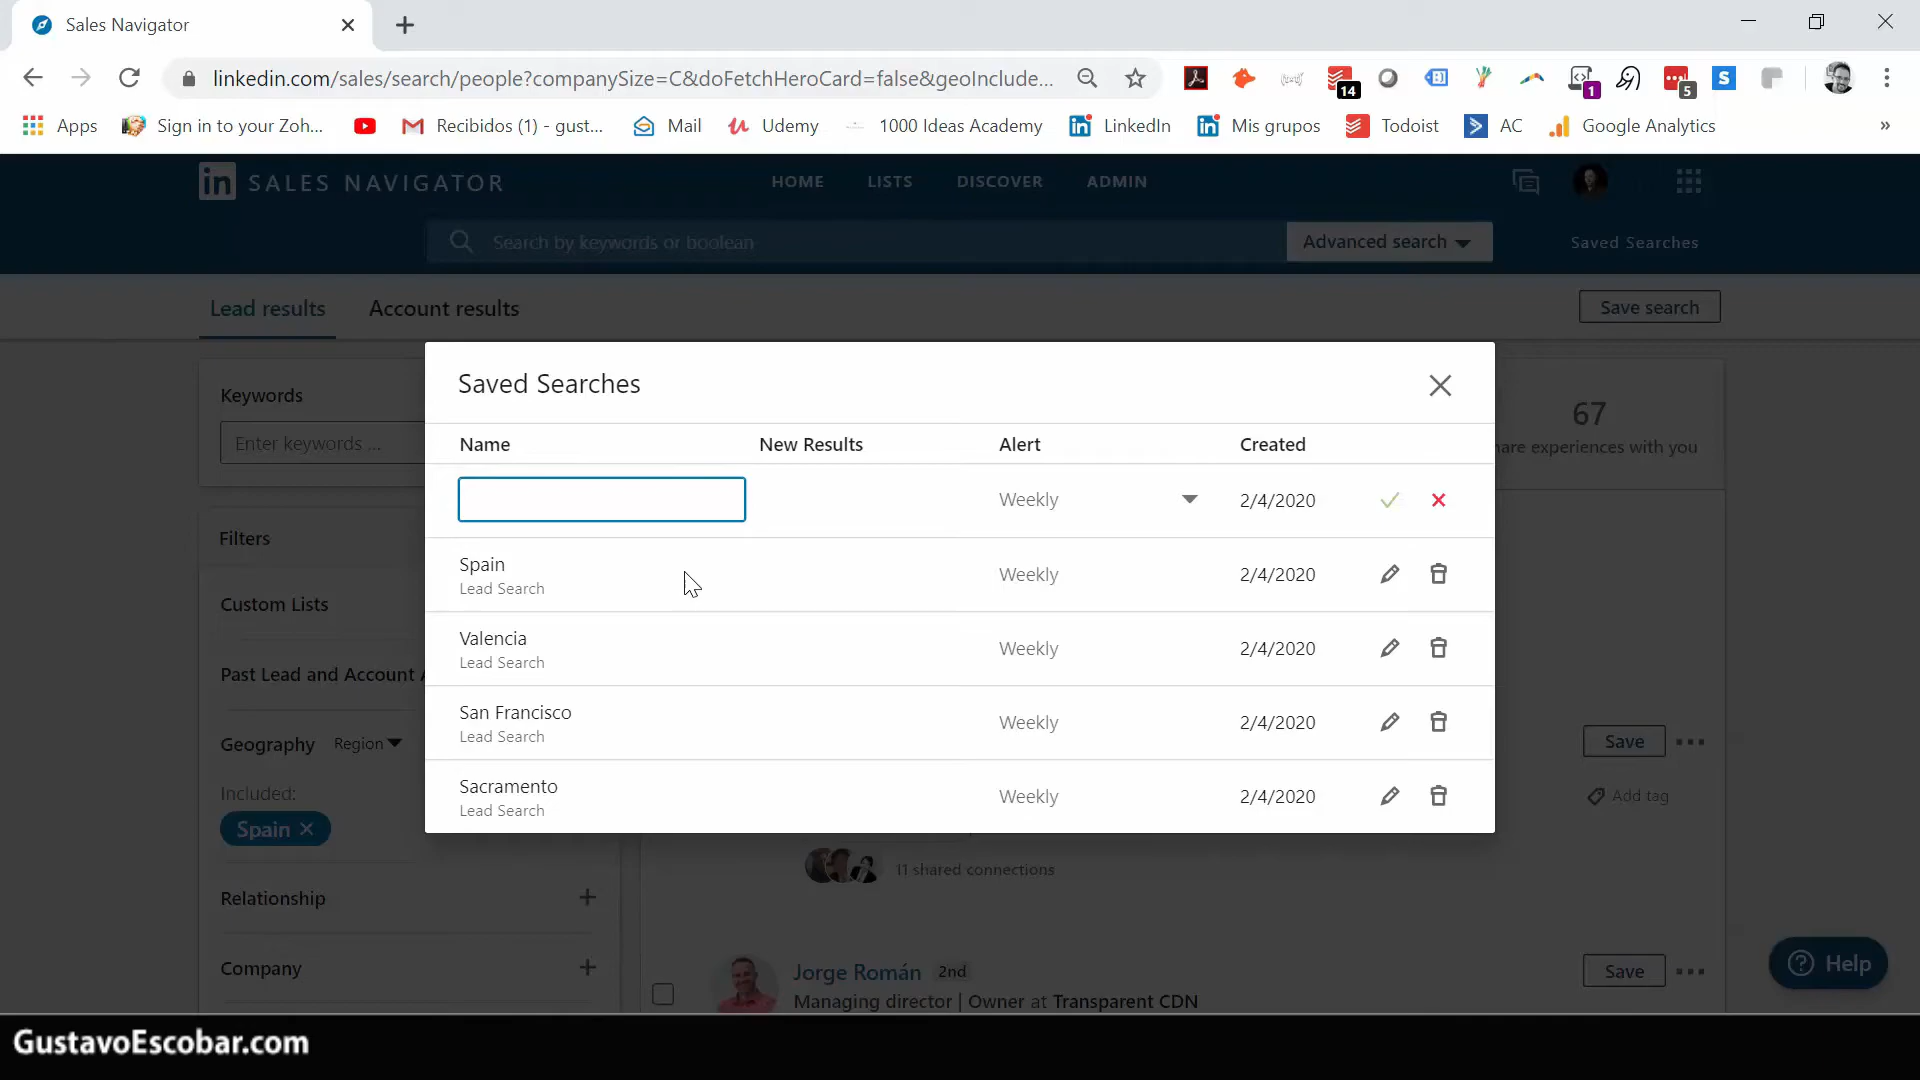 Sales Navigator
linkedin.com/sales/search/people?companySize=C&doFetchHeroCard=false&geoInclude...
14
1
5
Apps
Sign in to your Zoh...
Recibidos (1) - gust...
Mail
Udemy
1000 Ideas Academy
LinkedIn
Mis grupos
Todoist
AC
Google Analytics
»
in SALES NAVIGATOR
HOME
LISTS
DISCOVER
ADMIN
Search by keywords or boolean
Advanced search
Saved Searches
Lead results
Account results
Save search
Keywords
Enter keywords ...
67
are experiences with you
Filters
Custom Lists
Past Lead and Account
Geography
Region
Included:
Spain
Relationship
Company
Saved Searches
Name
New Results
Alert
Created
Weekly
2/4/2020
Spain
Lead Search
Weekly
2/4/2020
Valencia
Lead Search
Weekly
2/4/2020
San Francisco
Lead Search
Weekly
2/4/2020
Sacramento
Lead Search
Weekly
2/4/2020
Save
Add tag
11 shared connections
Jorge Román 2nd
Managing director | Owner at Transparent CDN
Save
Help
GustavoEscobar.com